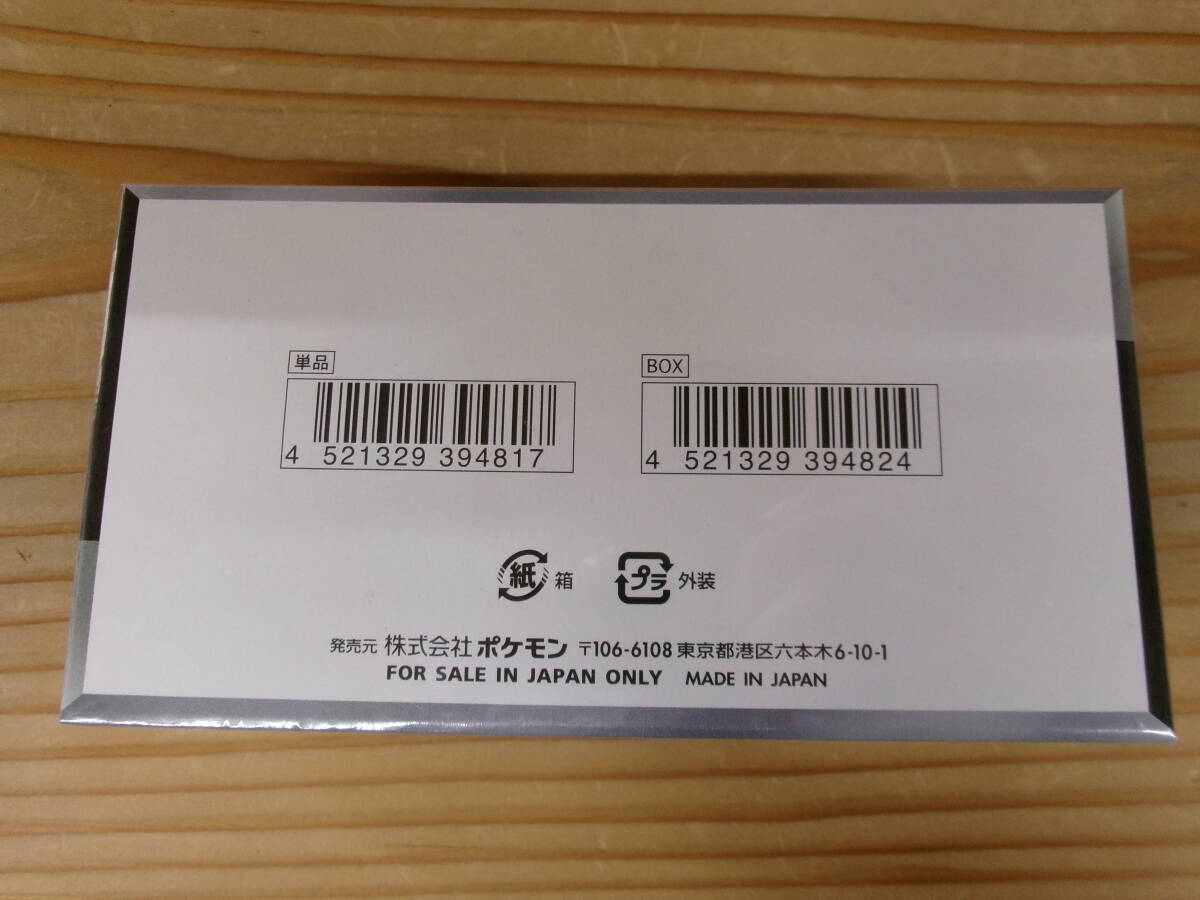 単品
4 521329 394817
BOX
4 521329 394824
紙 箱 プラ 外装
発売元 株式会社 ポケモン 〒106-6108 東京都港区六本木6-10-1
FOR SALE IN JAPAN ONLY MADE IN JAPAN